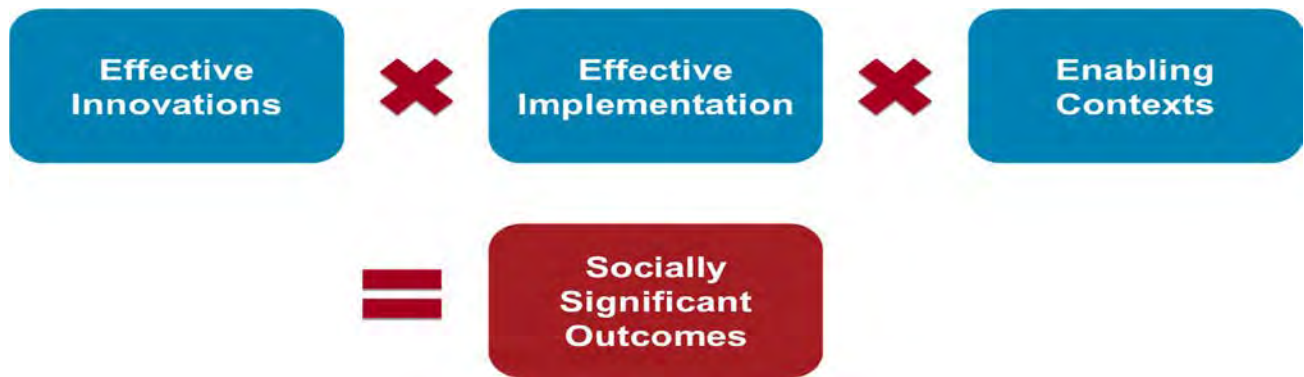 Effective
Innovations
Effective
Implementation
Enabling
Contexts
Socially
Significant
Outcomes